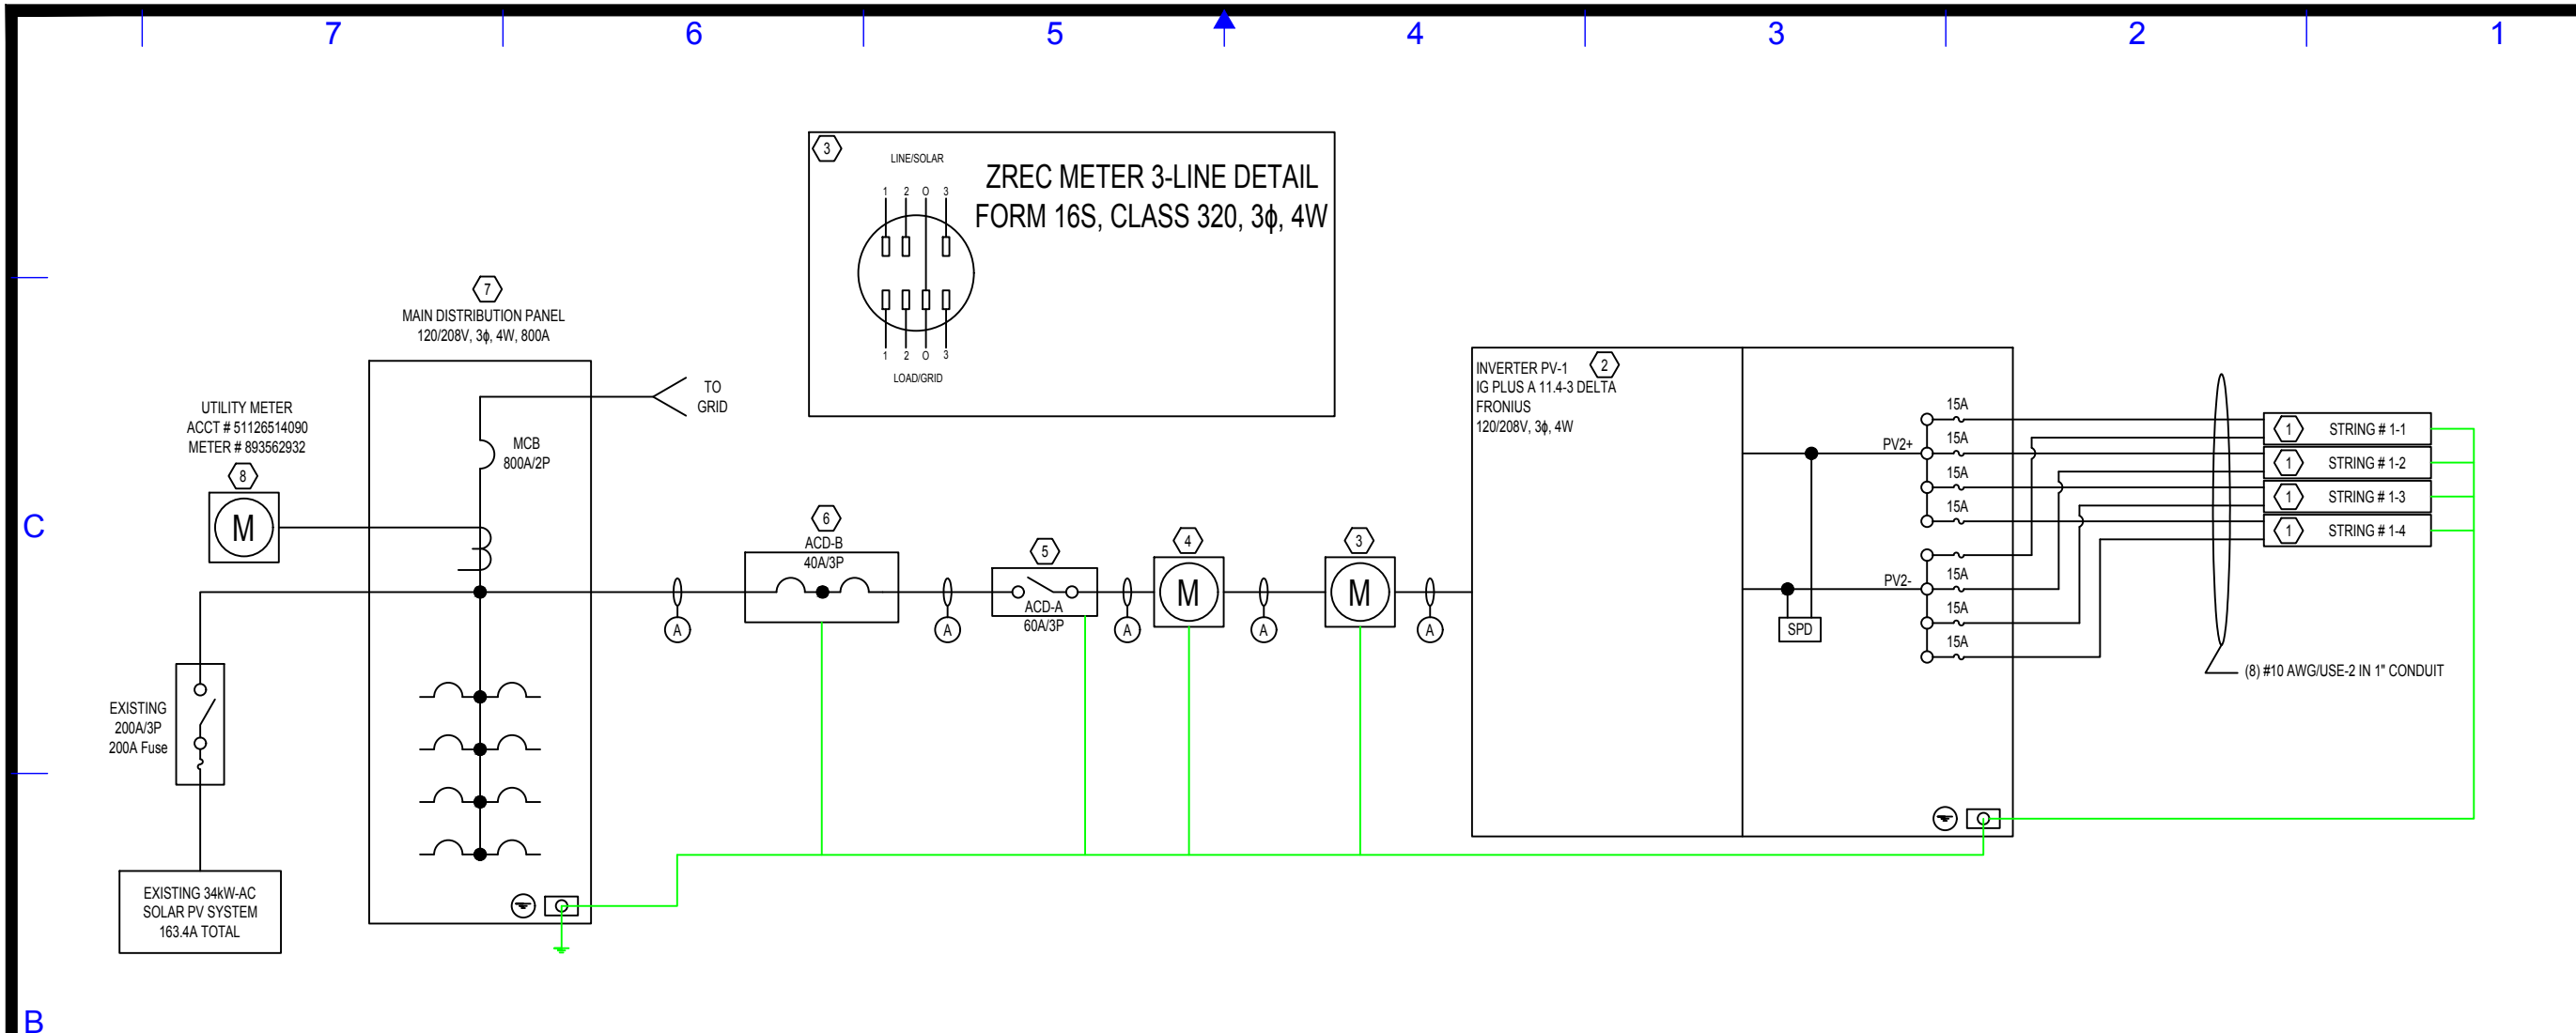 7
6
5
4
3
2
1
C
B
3
LINE/SOLAR
1 2 O 3
1 2 O 3
LOAD/GRID
ZREC METER 3-LINE DETAIL
FORM 16S, CLASS 320, 3ϕ, 4W
7
MAIN DISTRIBUTION PANEL
120/208V, 3ϕ, 4W, 800A
TO
GRID
MCB
800A/2P
UTILITY METER
ACCT # 51126514090
METER # 893562932
8
M
EXISTING
200A/3P
200A Fuse
EXISTING 34kW-AC
SOLAR PV SYSTEM
163.4A TOTAL
A
6
ACD-B
40A/3P
A
5
ACD-A
60A/3P
A
4
M
A
3
M
A
INVERTER PV-1
2
IG PLUS A 11.4-3 DELTA
FRONIUS
120/208V, 3ϕ, 4W
PV2+
15A
15A
15A
15A
PV2-
15A
15A
15A
SPD
1 STRING # 1-1
1 STRING # 1-2
1 STRING # 1-3
1 STRING # 1-4
(8) #10 AWG/USE-2 IN 1" CONDUIT